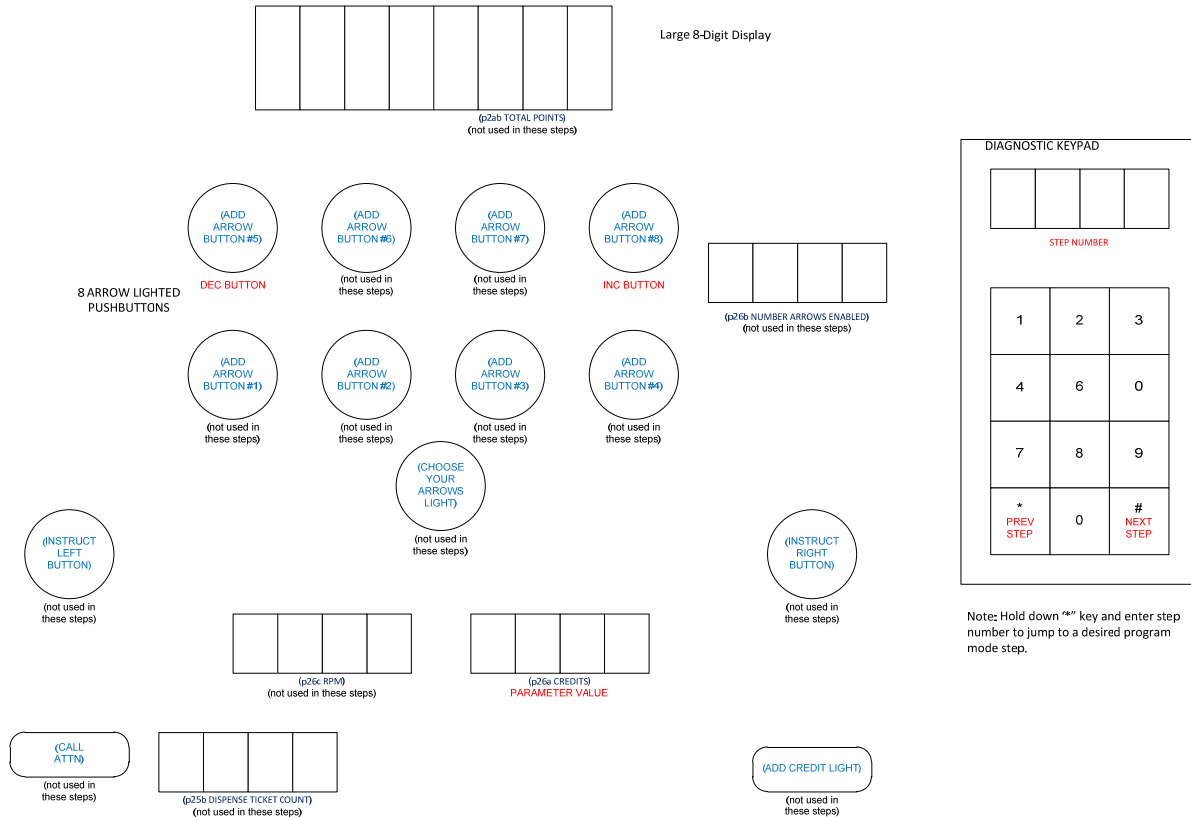 Large 8-Digit Display
(p2ab TOTAL POINTS)
(not used in these steps)
DIAGNOSTIC KEYPAD
STEP NUMBER
(ADD
ARROW
BUTTON #5)
DEC BUTTON
(ADD
ARROW
BUTTON #6)
(not used in
these steps)
(ADD
ARROW
BUTTON #7)
(not used in
these steps)
(ADD
ARROW
BUTTON #8)
INC BUTTON
8 ARROW LIGHTED
PUSHBUTTONS
(p26b NUMBER ARROWS ENABLED)
(not used in these steps)
(ADD
ARROW
BUTTON #1)
(not used in
these steps)
(ADD
ARROW
BUTTON #2)
(not used in
these steps)
(ADD
ARROW
BUTTON #3)
(not used in
these steps)
(ADD
ARROW
BUTTON #4)
(not used in
these steps)
1 2 3
4 6 0
7 8 9
* 0 #
PREV
STEP
NEXT
STEP
(CHOOSE
YOUR
ARROWS
LIGHT)
(not used in
these steps)
(INSTRUCT
LEFT
BUTTON)
(not used in
these steps)
(INSTRUCT
RIGHT
BUTTON)
(not used in
these steps)
Note: Hold down "*" key and enter step
number to jump to a desired program
mode step.
(p26c RPM)
(not used in these steps)
(p26a CREDITS)
PARAMETER VALUE
(CALL
ATTN)
(not used in
these steps)
(p25b DISPENSE TICKET COUNT)
(not used in these steps)
(ADD CREDIT LIGHT)
(not used in
these steps)